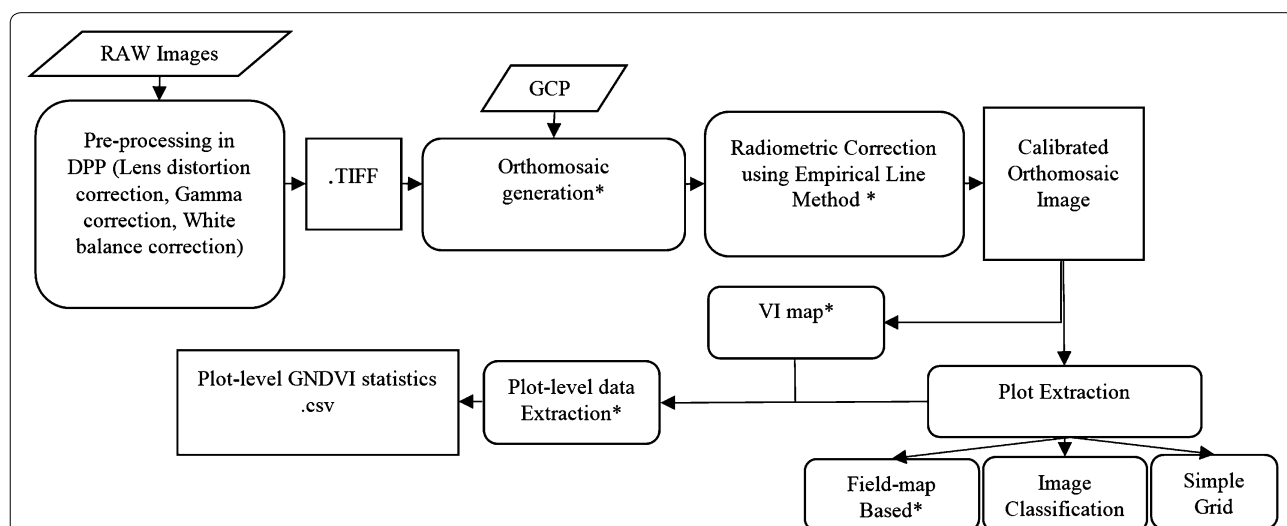 RAW Images
Pre-processing in
DPP (Lens distortion
correction, Gamma
correction, White
balance correction)
.TIFF
GCP
Orthomosaic
generation*
Radiometric Correction
using Empirical Line
Method *
Calibrated
Orthomosaic
Image
VI map*
Plot-level GNDVI statistics
.csv
Plot-level data
Extraction*
Plot Extraction
Field-map
Based*
Image
Classification
Simple
Grid